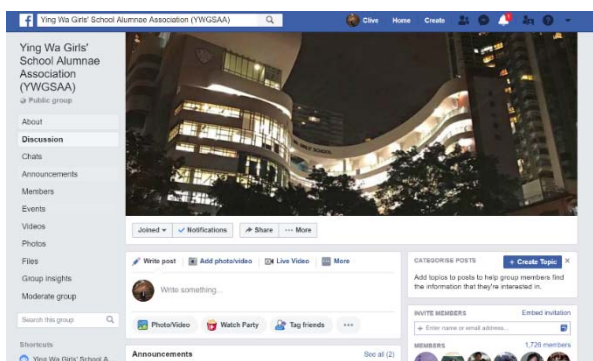 Ying Wa Girls' School Alumnae Association (YWGSAA)
Clive Home Create
Ying Wa Girls'
School Alumnae
Association
(YWGSAA)
Public group
About
Discussion
Chats
Announcements
Members
Events
Videos
Photos
Files
Group insights
Moderate group
Search this group
Shortcuts
Ying Wa Girls' School A...
GIRLS' SCHOOL
Joined Notifications Share ... More
Write post Add photo/video Live Video More
Write something...
Photo/Video Watch Party Tag friends ...
Announcements See all (2)
CATEGORISE POSTS + Create Topic ×
Add topics to posts to help group members find
the information that they're interested in.
INVITE MEMBERS Embed invitation
+ Enter name or email address...
MEMBERS 1,726 members